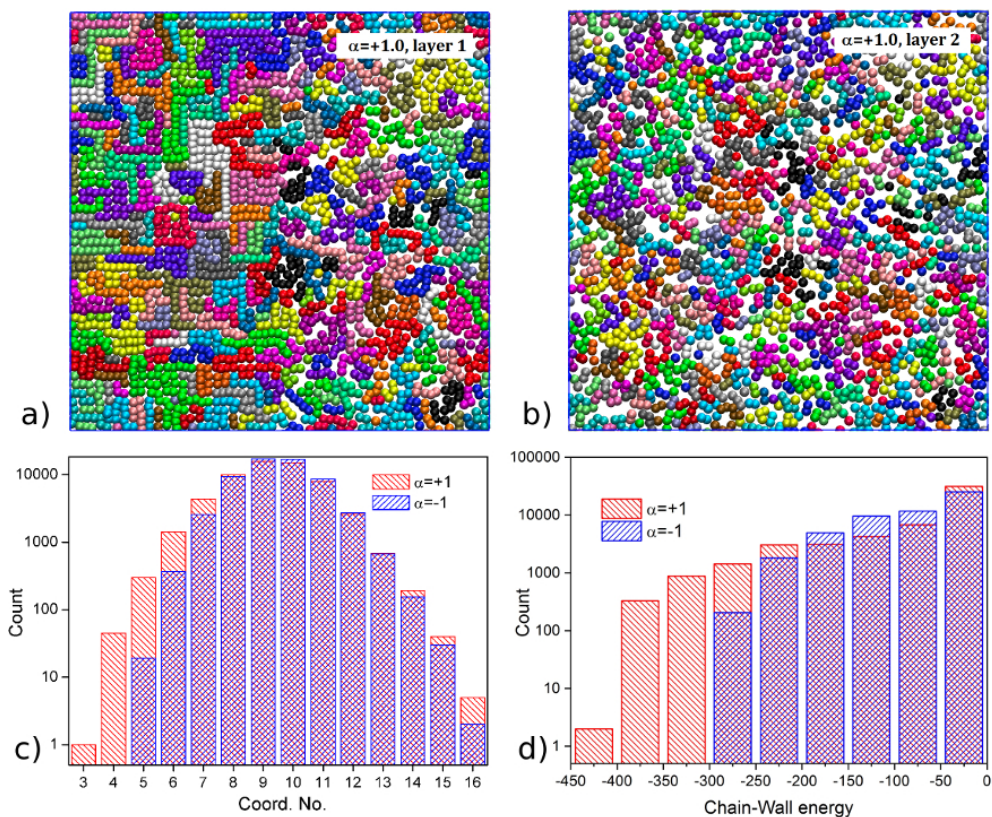 α=+1.0, layer 1
a)
α=+1.0, layer 2
b)
10000
1000
100
10
1
Count
α=+1
α=-1
3 4 5 6 7 8 9 10 11 12 13 14 15 16
Coord. No.
c)
100000
10000
1000
100
10
1
Count
α=+1
α=-1
-450 -400 -350 -300 -250 -200 -150 -100 -50 0
Chain-Wall energy
d)